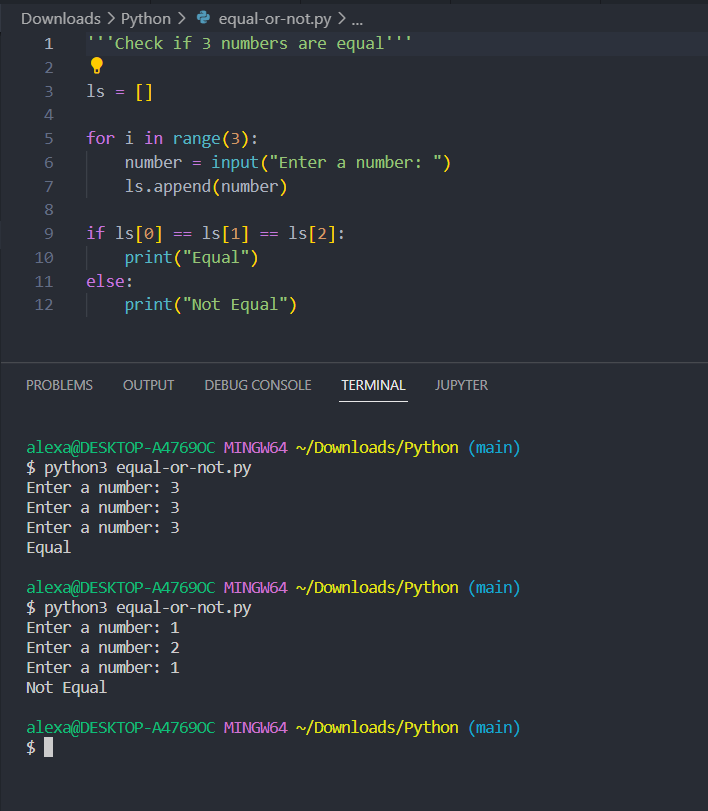 Downloads > Python > equal-or-not.py > ...
1 '''Check if 3 numbers are equal'''
2
3 ls = []
4
5 for i in range(3):
6     number = input("Enter a number: ")
7     ls.append(number)
8
9 if ls[0] == ls[1] == ls[2]:
10     print("Equal")
11 else:
12     print("Not Equal")
PROBLEMS OUTPUT DEBUG CONSOLE TERMINAL JUPYTER
alexa@DESKTOP-A4769OC MINGW64 ~/Downloads/Python (main)
$ python3 equal-or-not.py
Enter a number: 3
Enter a number: 3
Enter a number: 3
Equal
alexa@DESKTOP-A4769OC MINGW64 ~/Downloads/Python (main)
$ python3 equal-or-not.py
Enter a number: 1
Enter a number: 2
Enter a number: 1
Not Equal
alexa@DESKTOP-A4769OC MINGW64 ~/Downloads/Python (main)
$